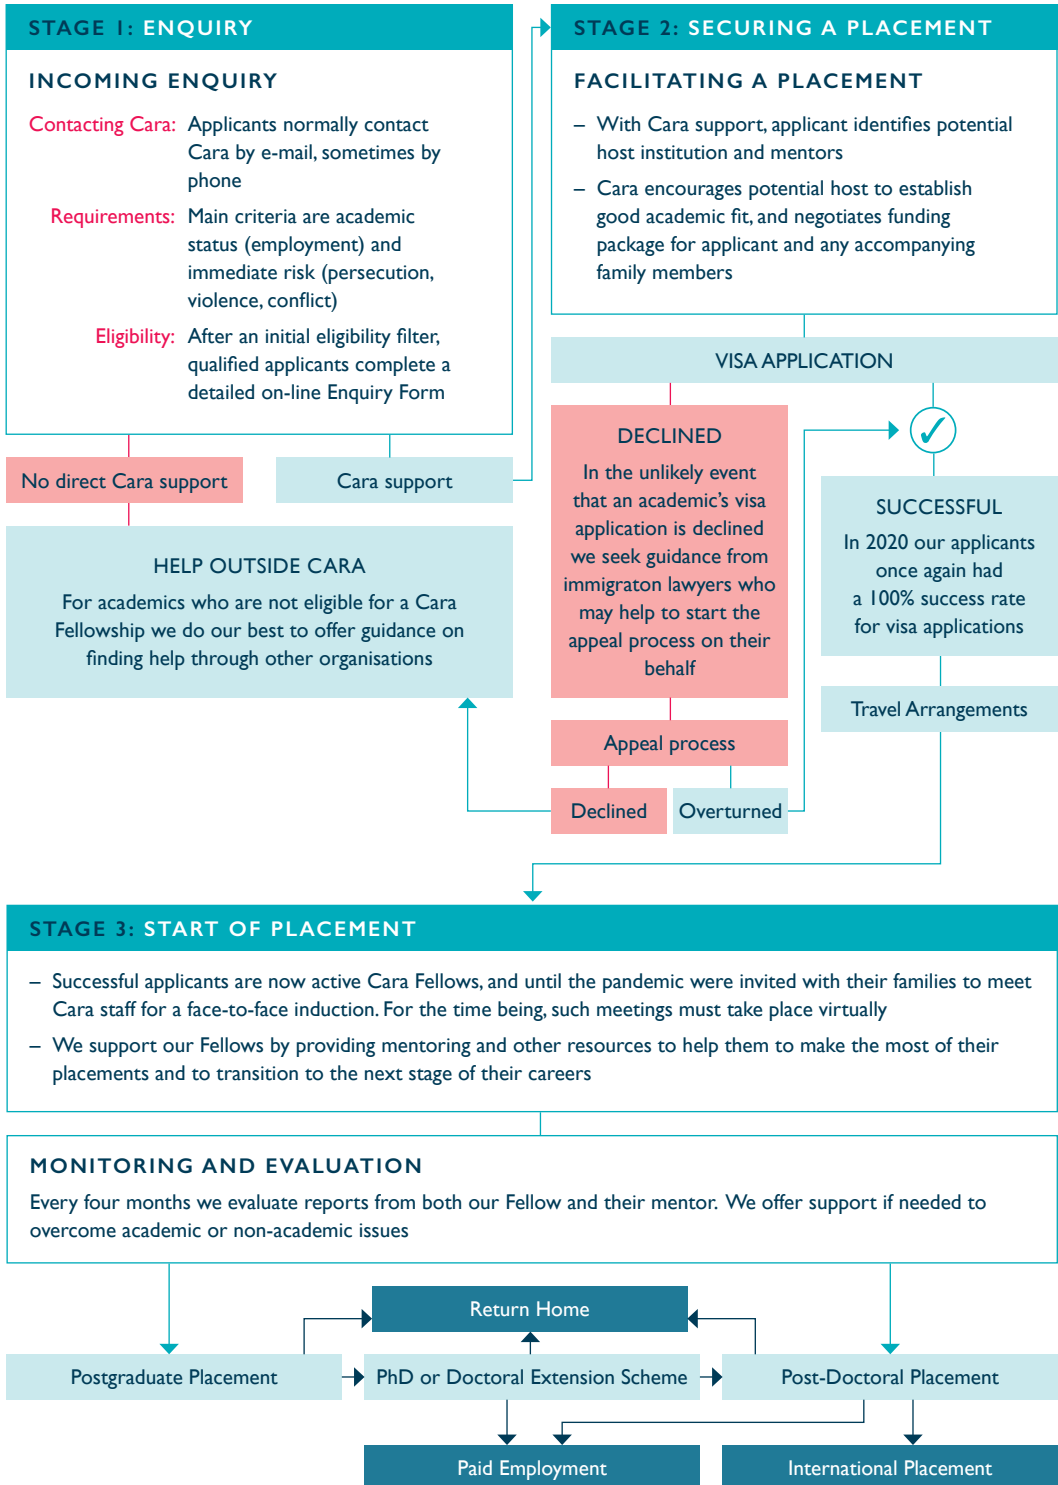 STAGE 1: ENQUIRY
INCOMING ENQUIRY
Contacting Cara: Applicants normally contact
Cara by e-mail, sometimes by
phone
Requirements: Main criteria are academic
status (employment) and
immediate risk (persecution,
violence, conflict)
Eligibility: After an initial eligibility filter,
qualified applicants complete a
detailed on-line Enquiry Form
No direct Cara support
Cara support
HELP OUTSIDE CARA
For academics who are not eligible for a Cara
Fellowship we do our best to offer guidance on
finding help through other organisations
STAGE 2: SECURING A PLACEMENT
FACILITATING A PLACEMENT
– With Cara support, applicant identifies potential
host institution and mentors
– Cara encourages potential host to establish
good academic fit, and negotiates funding
package for applicant and any accompanying
family members
VISA APPLICATION
DECLINED
In the unlikely event
that an academic's visa
application is declined
we seek guidance from
immigraton lawyers who
may help to start the
appeal process on their
behalf
Appeal process
Declined
Overturned
✓
SUCCESSFUL
In 2020 our applicants
once again had
a 100% success rate
for visa applications
Travel Arrangements
STAGE 3: START OF PLACEMENT
– Successful applicants are now active Cara Fellows, and until the pandemic were invited with their families to meet
Cara staff for a face-to-face induction. For the time being, such meetings must take place virtually
– We support our Fellows by providing mentoring and other resources to help them to make the most of their
placements and to transition to the next stage of their careers
MONITORING AND EVALUATION
Every four months we evaluate reports from both our Fellow and their mentor. We offer support if needed to
overcome academic or non-academic issues
Return Home
Postgraduate Placement
PhD or Doctoral Extension Scheme
Post-Doctoral Placement
Paid Employment
International Placement